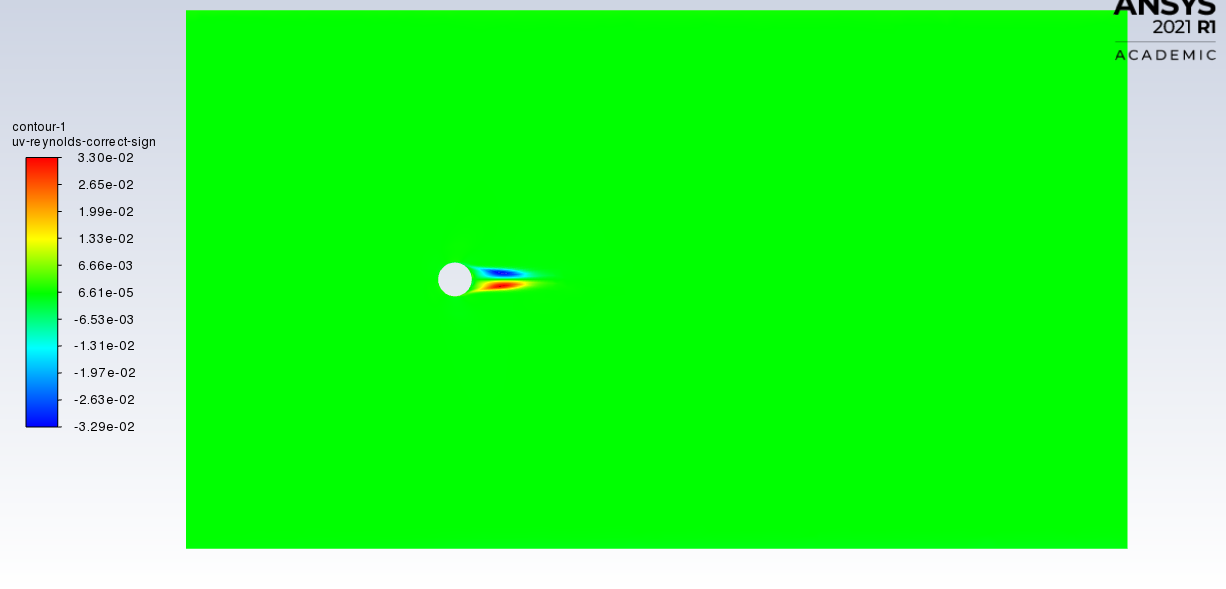 ANSYS
2021 R1
ACADEMIC
contour-1
uv-reynolds-correct-sign
3.30e-02
2.65e-02
1.99e-02
1.33e-02
6.66e-03
6.61e-05
-6.53e-03
-1.31e-02
-1.97e-02
-2.63e-02
-3.29e-02